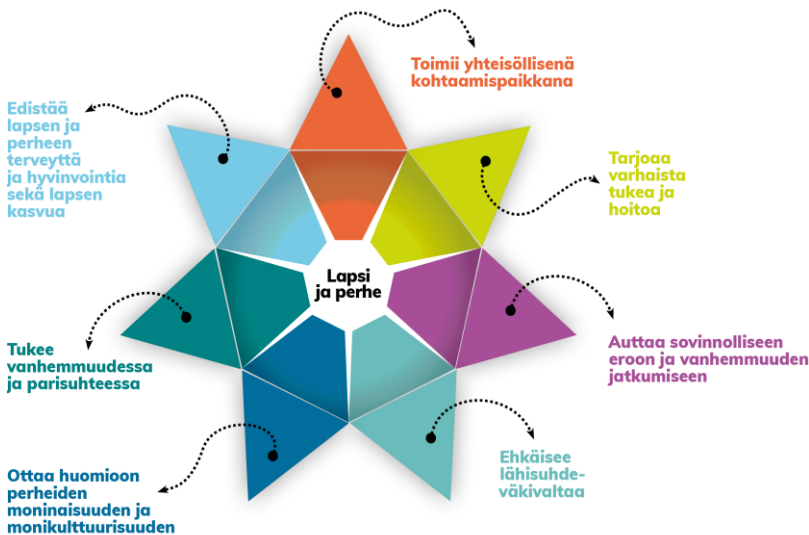 Toimii yhteisöllisenä
kohtaamispaikkana
Tarjoaa
varhaista
tukea ja
hoitoa
Auttaa sovinnolliseen
eroon ja vanhemmuuden
jatkumiseen
Ehkäisee
lähisuhde-
väkivaltaa
Ottaa huomioon
perheiden
moninaisuuden ja
monikulttuurisuuden
Tukee
vanhemmuudessa
ja parisuhteessa
Edistää
lapsen ja
perheen
terveyttä
ja hyvinvointia
sekä lapsen
kasvua
Lapsi
ja perhe